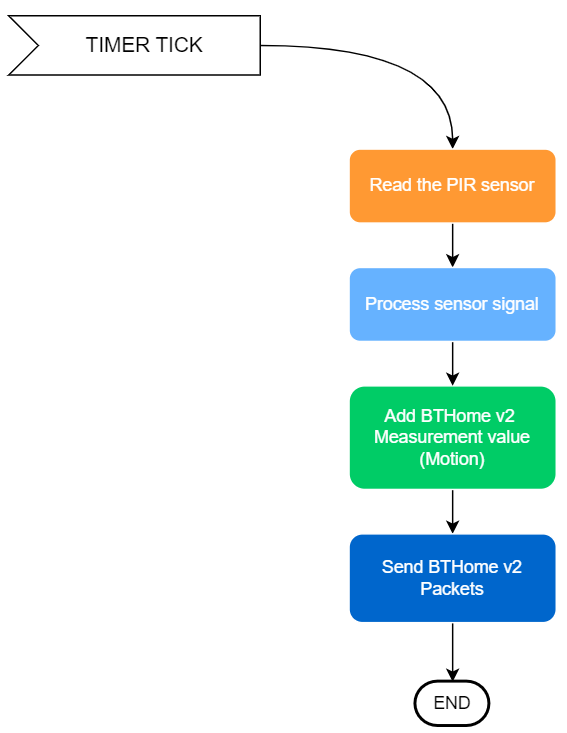 TIMER TICK
Read the PIR sensor
Process sensor signal
Add BTHome v2
Measurement value
(Motion)
Send BTHome v2
Packets
END